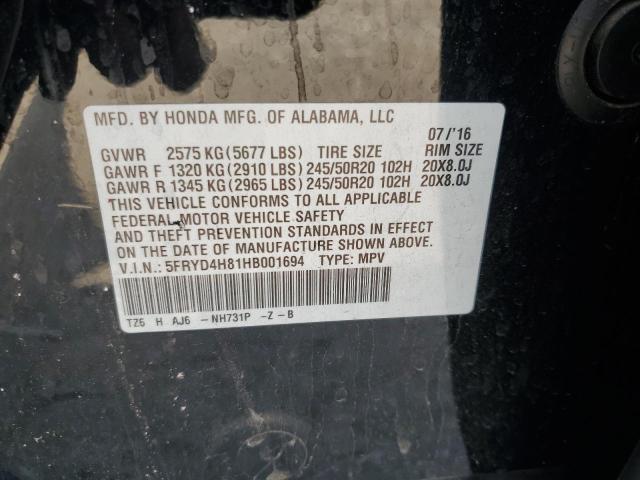 MFD. BY HONDA MFG. OF ALABAMA, LLC
07/'16
GVWR 2575 KG (5677 LBS) TIRE SIZE RIM SIZE
GAWR F 1320 KG (2910 LBS) 245/50R20 102H 20X8.0J
GAWR R 1345 KG (2965 LBS) 245/50R20 102H 20X8.0J
THIS VEHICLE CONFORMS TO ALL APPLICABLE
FEDERAL MOTOR VEHICLE SAFETY
AND THEFT PREVENTION STANDARDS IN EFFECT
ON THE DATE OF MANUFACTURE SHOWN ABOVE.
V.I.N.: 5FRYD4H81HB001694 TYPE: MPV
TZ6 H AJ6 -NH731P -Z-B